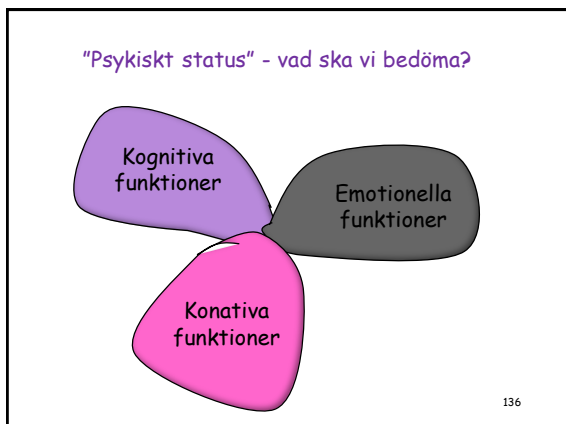 ”Psykiskt status” - vad ska vi bedöma?
Kognitiva
funktioner
Emotionella
funktioner
Konativa
funktioner
136